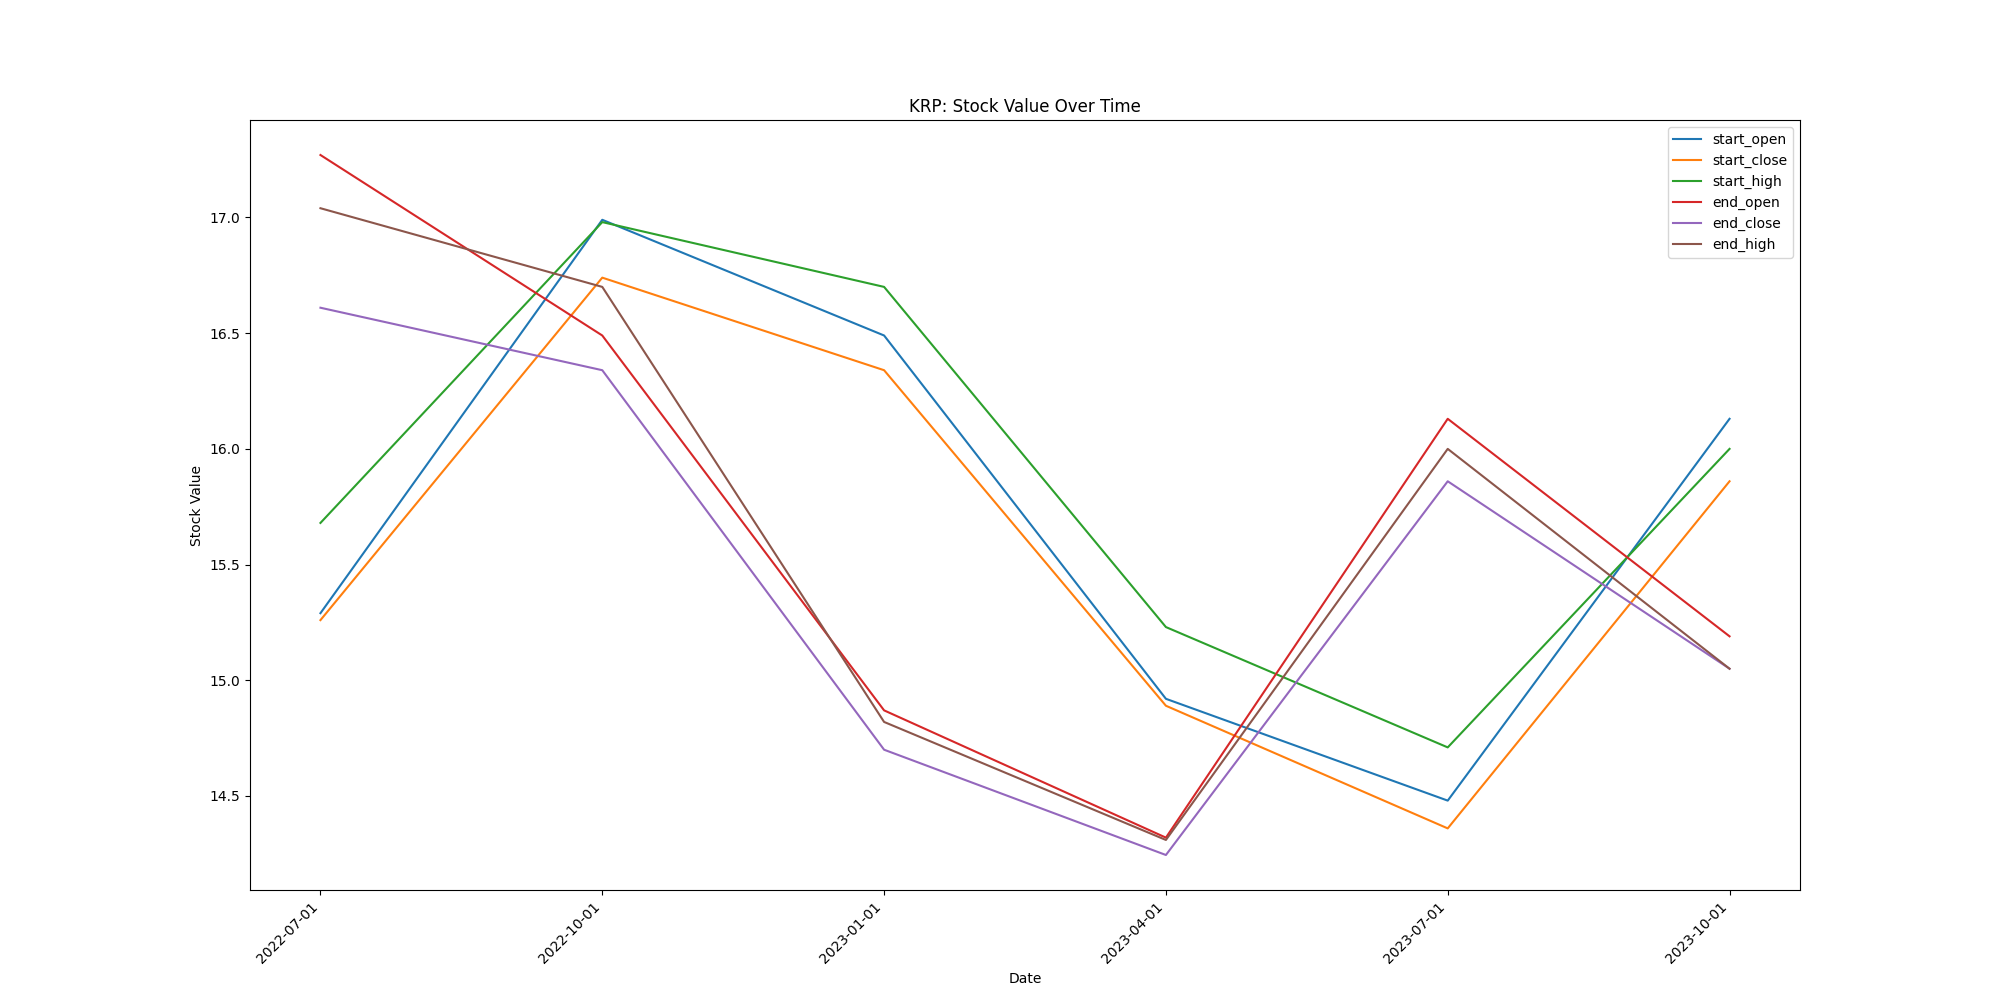 KRP: Stock Value Over Time
start_open
start_close
start_high
end_open
end_close
end_high
17.0
16.5
16.0
15.5
15.0
14.5
Stock Value
2022-07-01
2022-10-01
2023-01-01
2023-04-01
2023-07-01
2023-10-01
Date